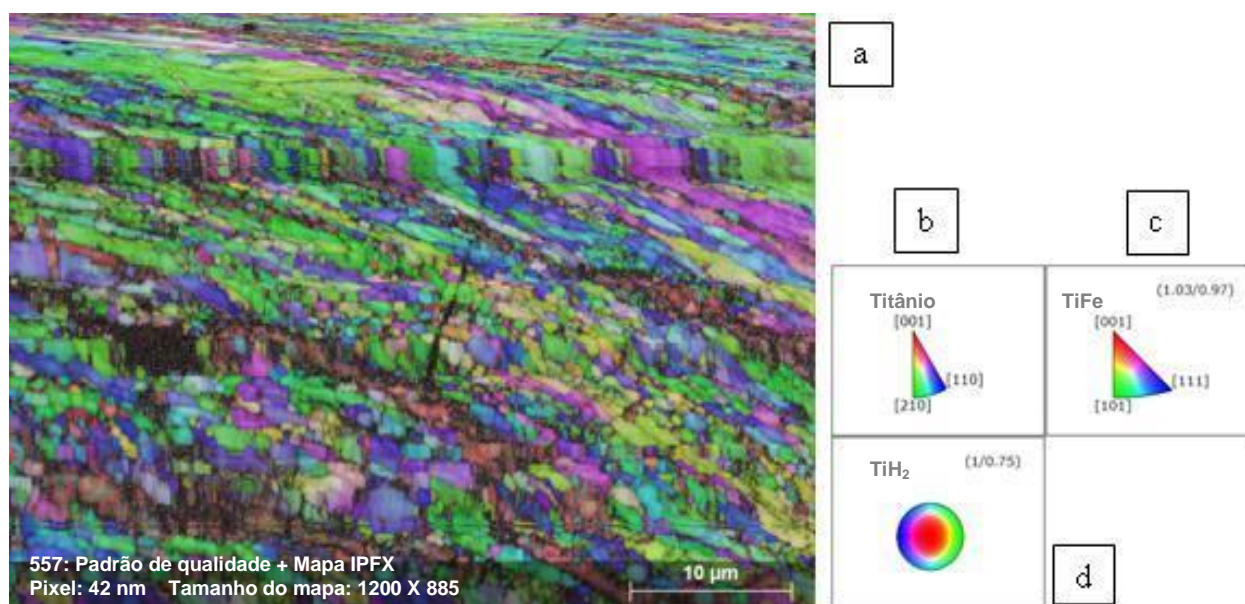 a
b
c
Titânio
[001]
[110]
[210]
TiFe
(1.03/0.97)
[001]
[111]
[101]
TiH₂
(1/0.75)
d
557: Padrão de qualidade + Mapa IPFX
Pixel: 42 nm Tamanho do mapa: 1200 X 885
10 µm